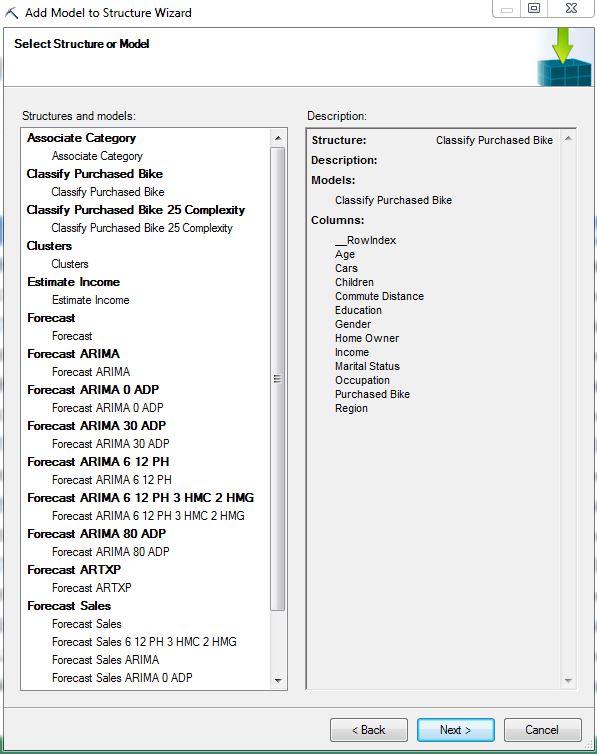 Add Model to Structure Wizard
Select Structure or Model
Structures and models:
Associate Category
Associate Category
Classify Purchased Bike
Classify Purchased Bike
Classify Purchased Bike 25 Complexity
Classify Purchased Bike 25 Complexity
Clusters
Clusters
Estimate Income
Estimate Income
Forecast
Forecast
Forecast ARIMA
Forecast ARIMA
Forecast ARIMA 0 ADP
Forecast ARIMA 0 ADP
Forecast ARIMA 30 ADP
Forecast ARIMA 30 ADP
Forecast ARIMA 6 12 PH
Forecast ARIMA 6 12 PH
Forecast ARIMA 6 12 PH 3 HMC 2 HMG
Forecast ARIMA 6 12 PH 3 HMC 2 HMG
Forecast ARIMA 80 ADP
Forecast ARIMA 80 ADP
Forecast ARTXP
Forecast ARTXP
Forecast Sales
Forecast Sales
Forecast Sales 6 12 PH 3 HMC 2 HMG
Forecast Sales ARIMA
Forecast Sales ARIMA 0 ADP
Description:
Structure: Classify Purchased Bike
Description:
Models:
Classify Purchased Bike
Columns:
__RowIndex
Age
Cars
Children
Commute Distance
Education
Gender
Home Owner
Income
Marital Status
Occupation
Purchased Bike
Region
< Back Next > Cancel